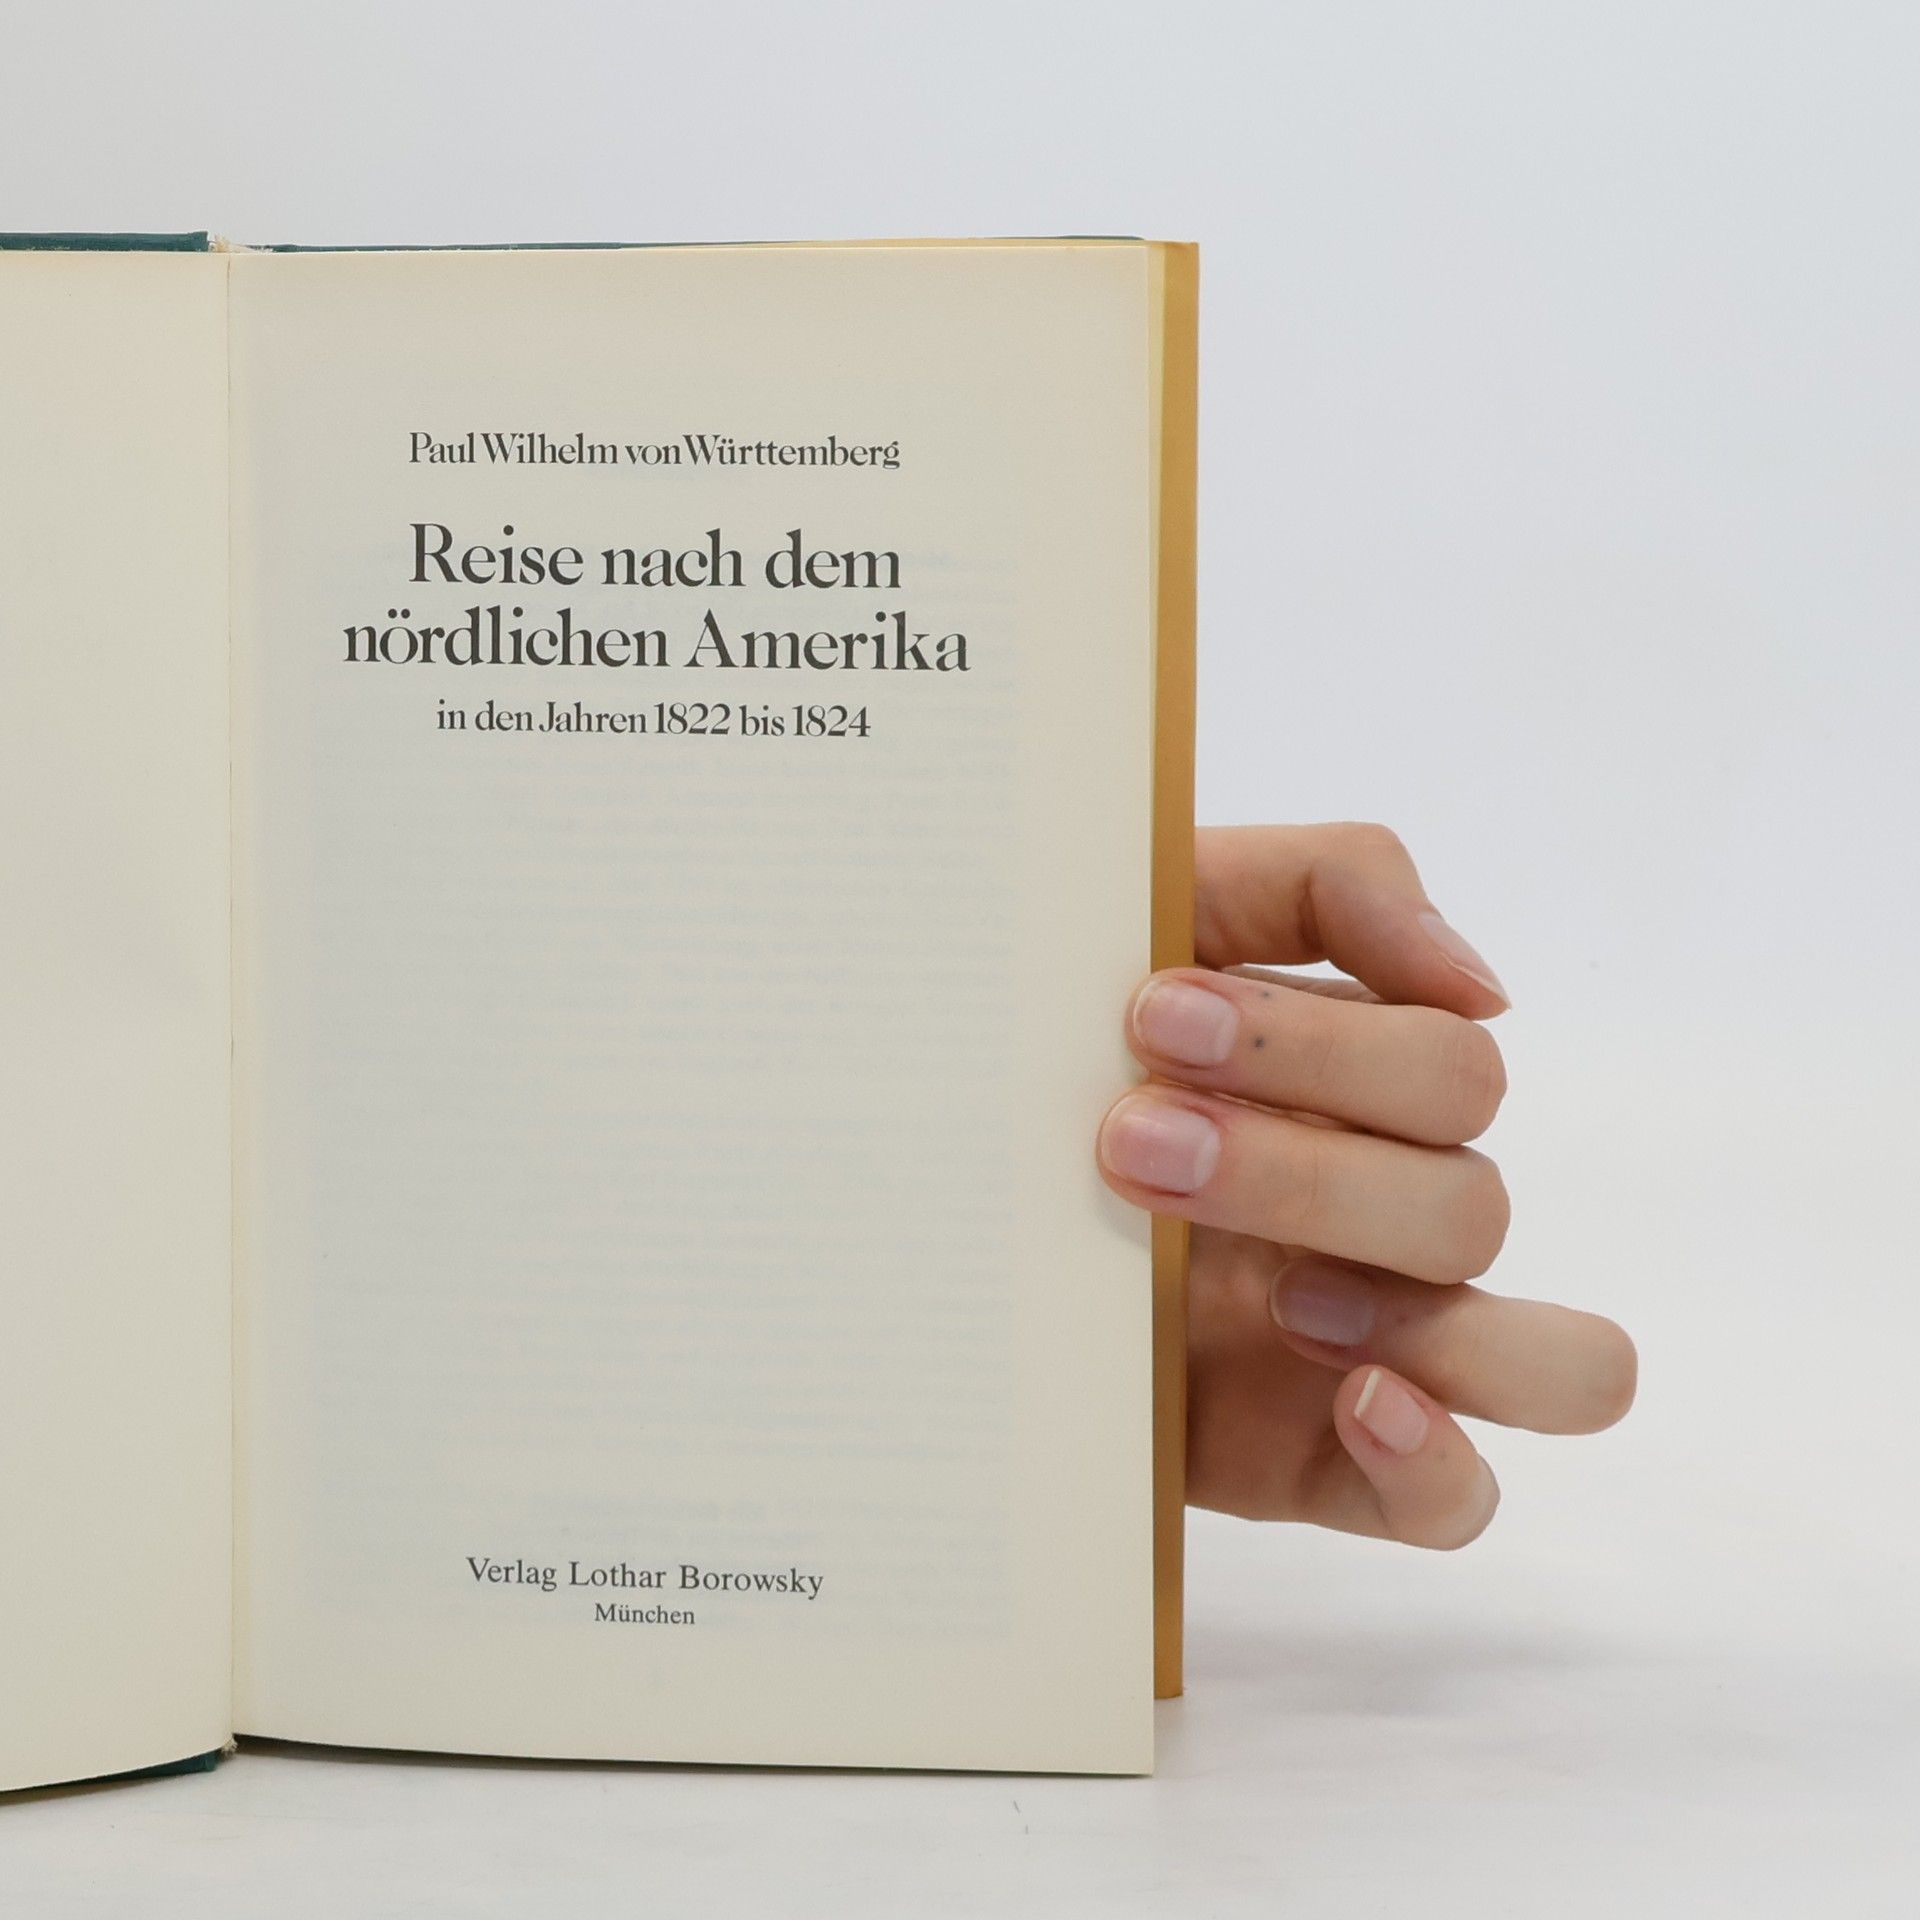 Paul Wilhelm von Württemberg
Reise nach dem
nördlichen Amerika
in den Jahren 1822 bis 1824
Verlag Lothar Borowsky
München